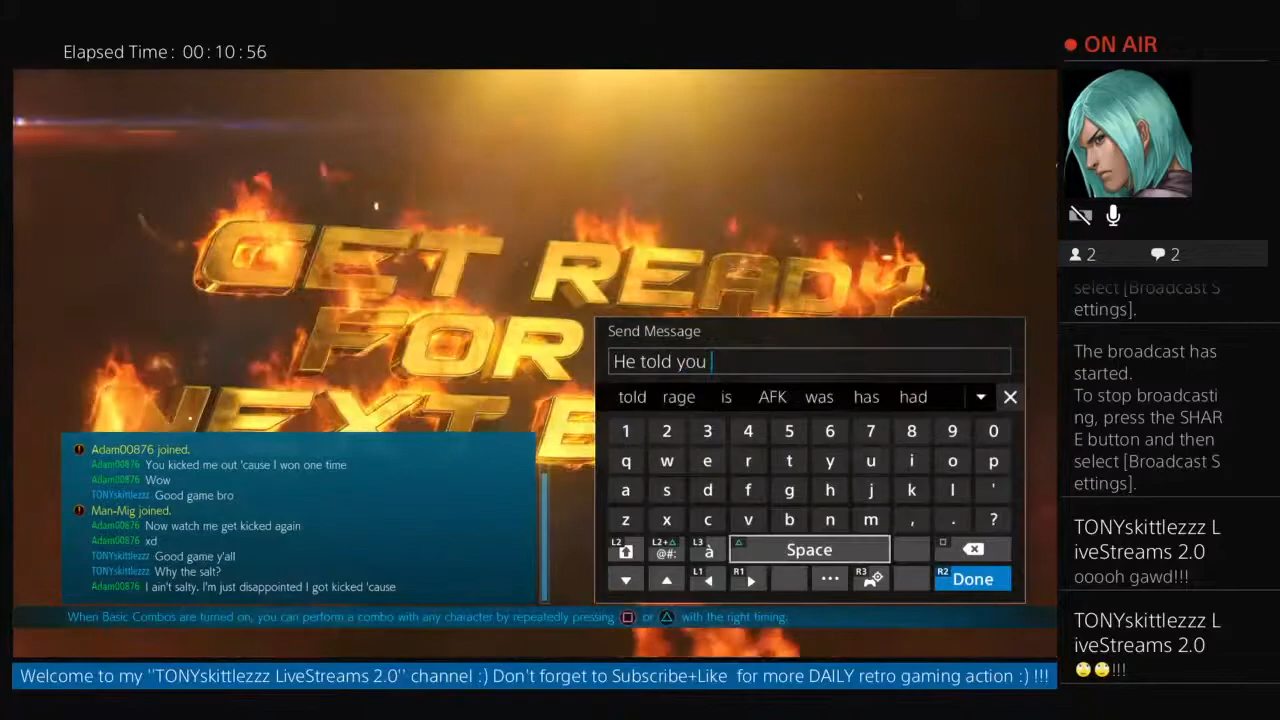 Elapsed Time: 00:10:56
ON AIR
2 2
select [Broadcast S
ettings].
The broadcast has
started.
To stop broadcasti
ng, press the SHAR
E button and then
select [Broadcast S
ettings].
TONYskittlezzz L
iveStreams 2.0
ooooh gawd!!!
TONYskittlezzz L
iveStreams 2.0
🙄🙄!!!
GET READY
FOR
NEXT B
Send Message
He told you
told rage is AFK was has had
1 2 3 4 5 6 7 8 9 0
q w e r t y u i o p
a s d f g h j k l '
z x c v b n m , . ?
L2 L2+△ @#: L3 à △ Space □
L1 R1 ... R3 R2 Done
Adam00876 joined.
Adam00876 You kicked me out 'cause I won one time
Adam00876 Wow
TONYskittlezzz Good game bro
Man-Mig joined.
Adam00876 Now watch me get kicked again
Adam00876 xd
TONYskittlezzz Good game y'all
TONYskittlezzz Why the salt?
Adam00876 I ain't salty. I'm just disappointed I got kicked 'cause
When Basic Combos are turned on, you can perform a combo with any character by repeatedly pressing □ or △ with the right timing.
Welcome to my "TONYskittlezzz LiveStreams 2.0" channel :) Don't forget to Subscribe+Like for more DAILY retro gaming action :) !!!